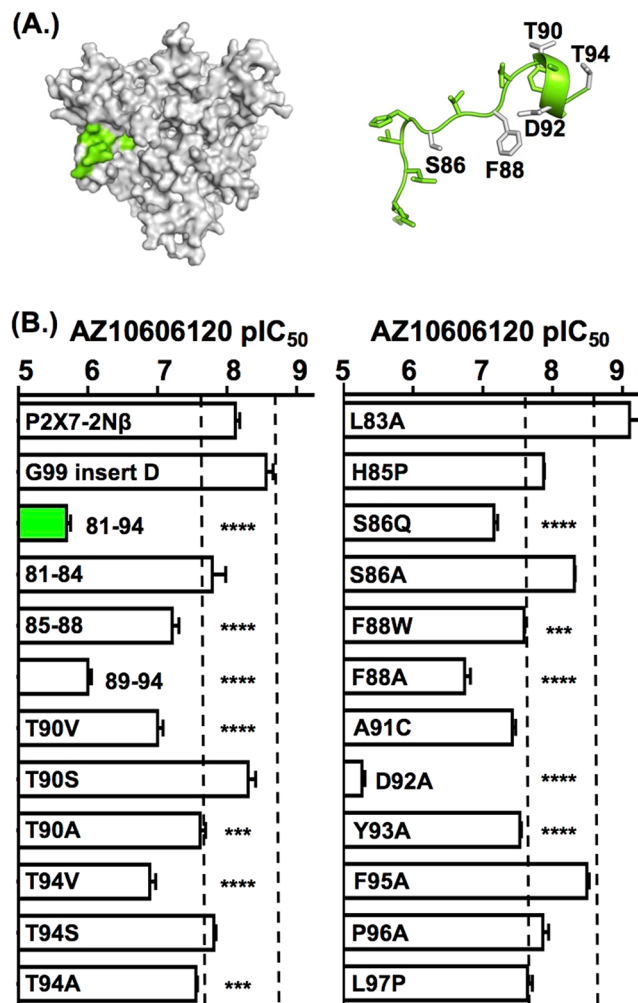 (A.)
T90
T94
D92
S86
F88
(B.)
AZ10606120 pIC₅₀
5 6 7 8 9
P2X7-2Nβ
G99 insert D
81-94 ****
81-84
85-88 ****
89-94 ****
T90V ****
T90S
T90A ***
T94V ****
T94S
T94A ***
AZ10606120 pIC₅₀
5 6 7 8 9
L83A
H85P
S86Q ****
S86A
F88W ***
F88A ****
A91C
D92A ****
Y93A ****
F95A
P96A
L97P